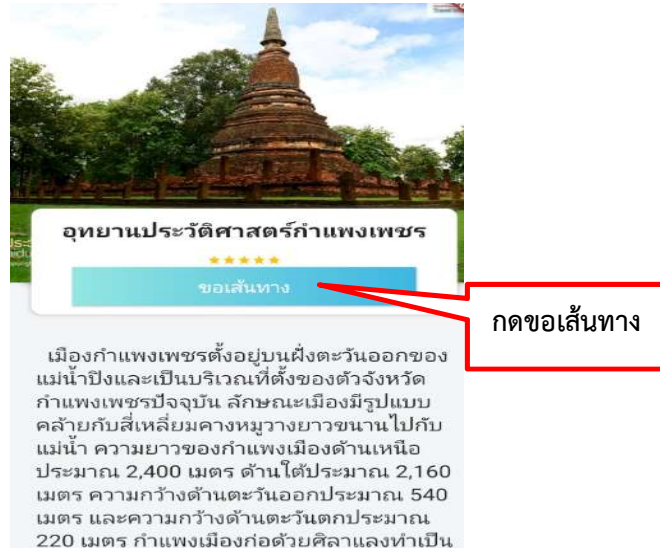 อุทยานประวัติศาสตร์กำแพงเพชร
ขอเส้นทาง
กดขอเส้นทาง
เมืองกำแพงเพชรตั้งอยู่บนฝั่งตะวันออกของ
แม่น้ำปิงและเป็นบริเวณที่ตั้งของตัวจังหวัด
กำแพงเพชรปัจจุบัน ลักษณะเมืองมีรูปแบบ
คล้ายกับสี่เหลี่ยมคางหมูวางยาวขนานไปกับ
แม่น้ำ ความยาวของกำแพงเมืองด้านเหนือ
ประมาณ 2,400 เมตร ด้านใต้ประมาณ 2,160
เมตร ความกว้างด้านตะวันออกประมาณ 540
เมตร และความกว้างด้านตะวันตกประมาณ
220 เมตร กำแพงเมืองก่อด้วยศิลาแลงทำเป็น